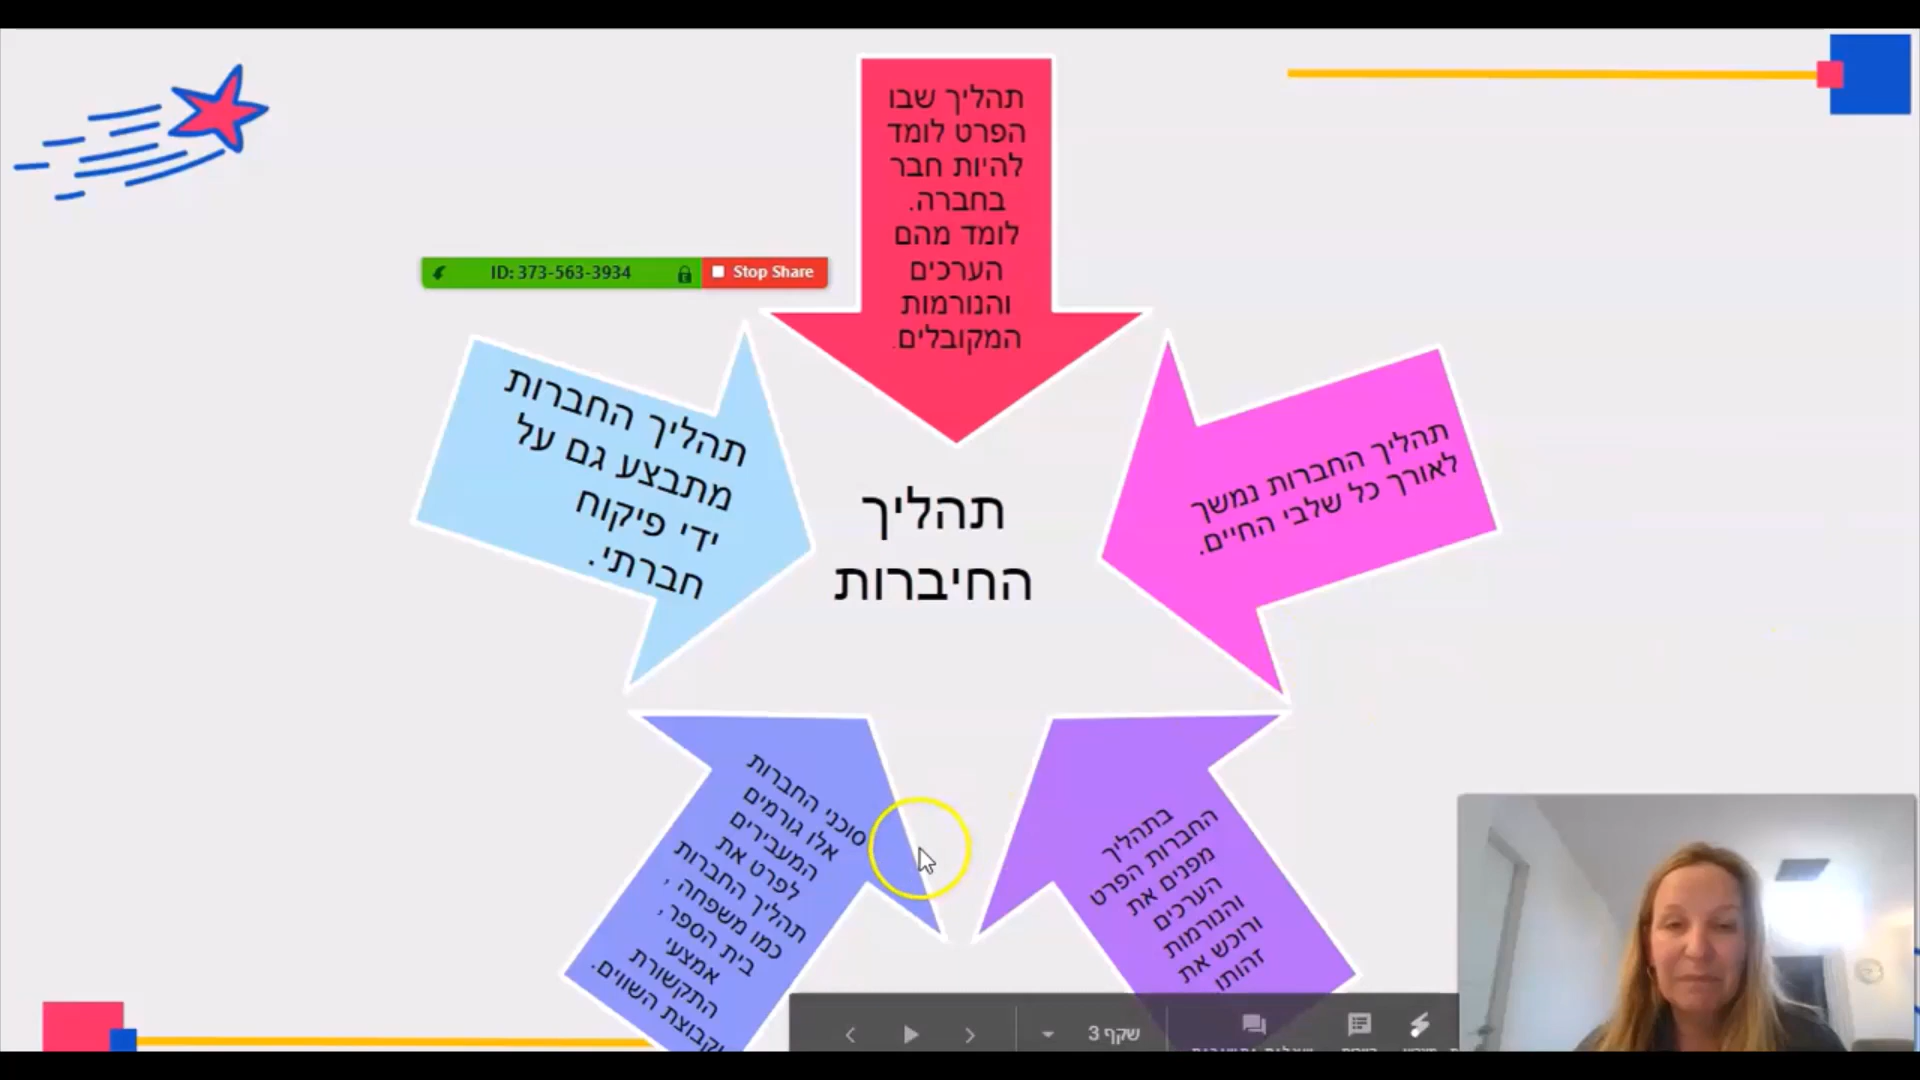 תהליך שבו
הפרט לומד
להיות חבר
בחברה.
לומד מהם
הערכים
והנורמות
המקובלים.
ID: 373-563-3934
Stop Share
תהליך החברות נמשך
לאורך כל שלבי החיים.
תהליך החברות
מתבצע גם על
ידי פיקוח
חברתי.
תהליך
החיברות
בתהליך
החברות הפרט
מפנים את
הערכים
והנורמות
ורוכש את
זהותו
סוכני החברות
אלו גורמים
המעבירים
לפרט את
תהליך החברות
כמו משפחה ,
בית הספר ,
אמצעי
התקשורת
וקבוצת השווים.
שקף 3